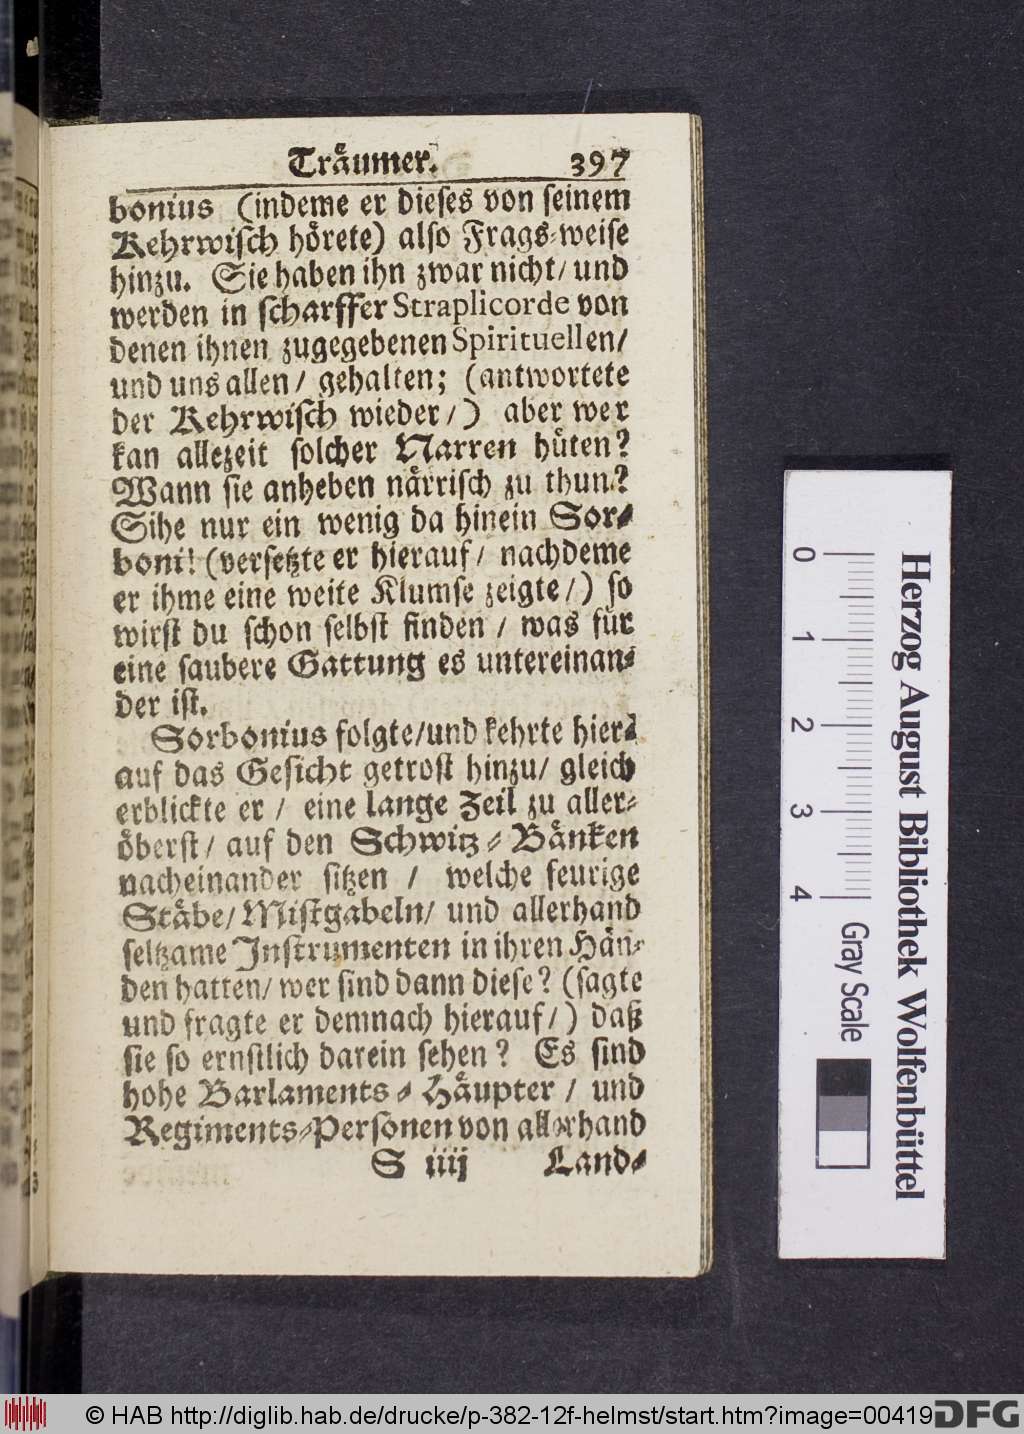 Träumer. 397
bonius (indeme er dieses von seinem
Kehrwisch hörete) also Frags-weise
hinzu. Sie haben ihn zwar nicht/ und
werden in scharffer Straplicorde von
denen ihnen zugegebenen Spirituellen/
und uns allen/ gehalten; (antwortete
der Kehrwisch wieder/) aber wer
kan allezeit solcher Narren hüten?
Wann sie anheben närrisch zu thun?
Sihe nur ein wenig da hinein Sor-
boni! (versetzte er hierauf/ nachdeme
er ihme eine weite Klumse zeigte/) so
wirst du schon selbst finden/ was für
eine saubere Gattung es untereinan-
der ist.
Sorbonius folgte/und kehrte hier-
auf das Gesicht getrost hinzu/ gleich
erblickte er/ eine lange Zeil zu aller-
öberst/ auf den Schwitz-Bänken
nacheinander sitzen/ welche feurige
Stäbe/ Mistgabeln/ und allerhand
seltzame Instrumenten in ihren Hän-
den hatten/ wer sind dann diese? (sagte
und fragte er demnach hierauf/) daß
sie so ernstlich darein sehen? Es sind
hohe Barlaments-Häupter/ und
Regiments-Personen von allerhand
S iiij Land-
0 1 2 3 4
Gray Scale
Herzog August Bibliothek Wolfenbüttel
© HAB http://diglib.hab.de/drucke/p-382-12f-helmst/start.htm?image=00419
DFG